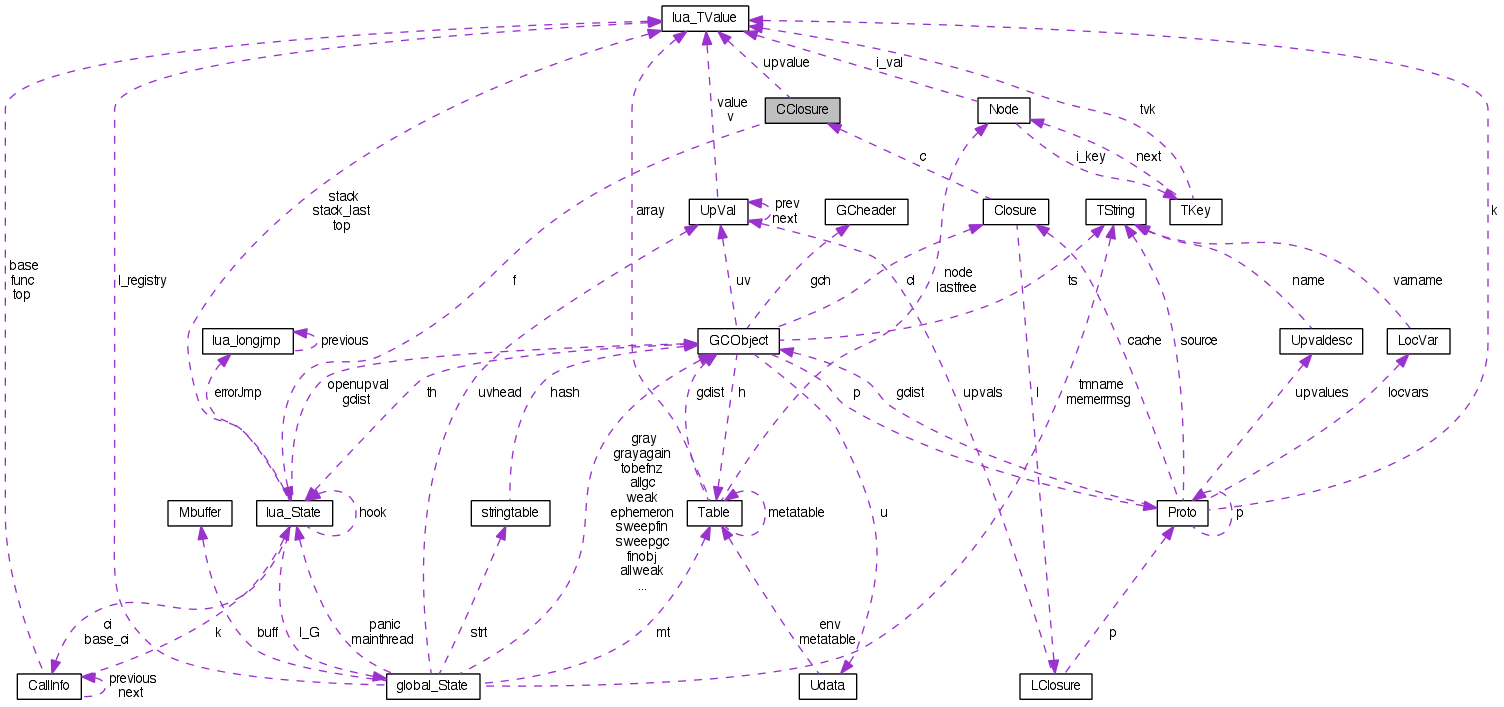 lua_TValue
upvalue
i_val
CClosure
Node
value
v
tvk
c
i_key
next
stack
stack_last
top
array
UpVal
prev
next
GCheader
Closure
TString
TKey
k
base
func
top
l_registry
f
uv
gch
cl
node
lastfree
ts
name
varname
lua_longjmp
previous
GCObject
cache
source
Upvaldesc
LocVar
errorJmp
openupval
gclist
th
uvhead
hash
gclist
h
p
gclist
upvals
l
tmname
memerrmsg
upvalues
locvars
gray
grayagain
tobefnz
allgc
weak
ephemeron
sweepfin
sweepgc
finobj
allweak
...
Mbuffer
lua_State
hook
stringtable
Table
metatable
u
Proto
p
ci
base_ci
k
buff
l_G
panic
mainthread
strt
mt
env
metatable
p
CallInfo
previous
next
global_State
Udata
LClosure